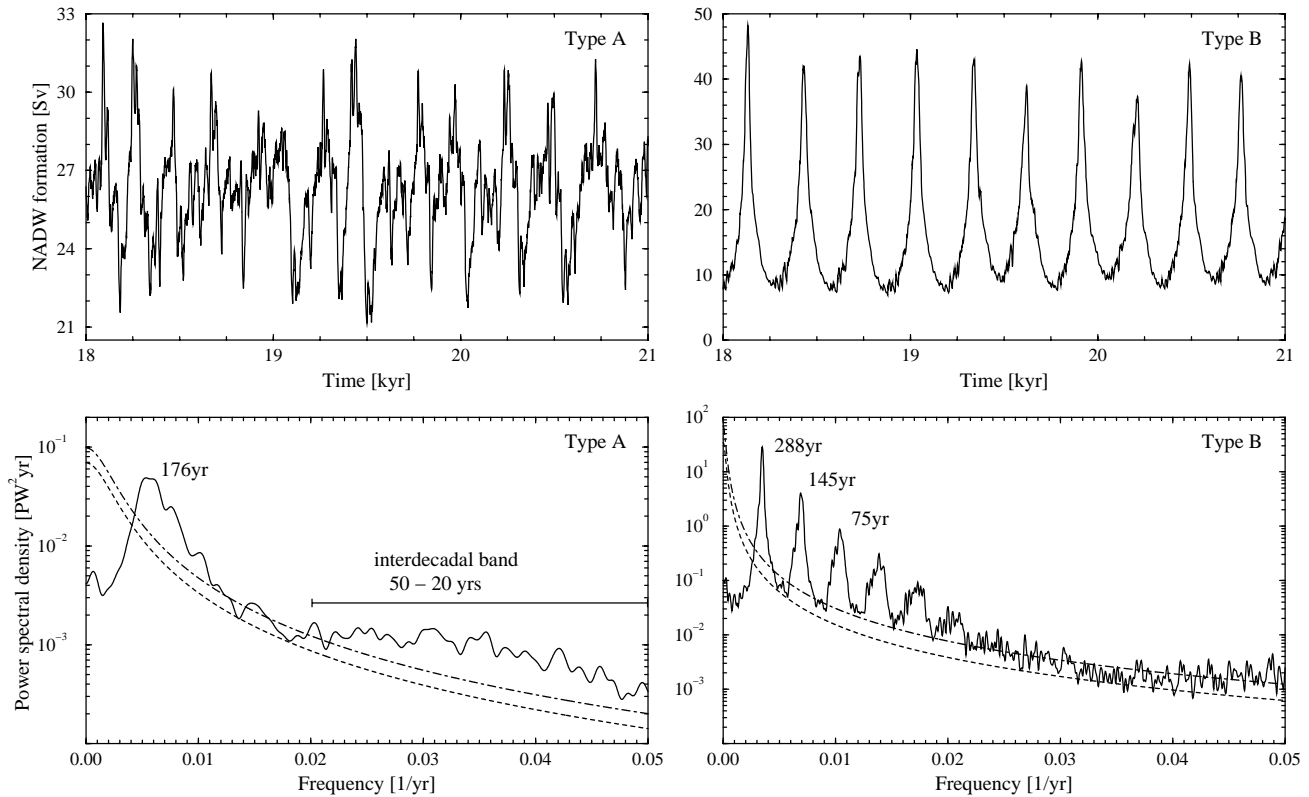 33
30
27
24
21
NADW formation [Sv]
Type A
18
19
20
21
Time [kyr]
50
40
30
20
10
0
Type B
18
19
20
21
Time [kyr]
10⁻¹
10⁻²
10⁻³
Power spectral density [PW²yr]
Type A
176yr
interdecadal band
50 – 20 yrs
0.00
0.01
0.02
0.03
0.04
0.05
Frequency [1/yr]
10²
10¹
10⁰
10⁻¹
10⁻²
10⁻³
Type B
288yr
145yr
75yr
0.00
0.01
0.02
0.03
0.04
0.05
Frequency [1/yr]